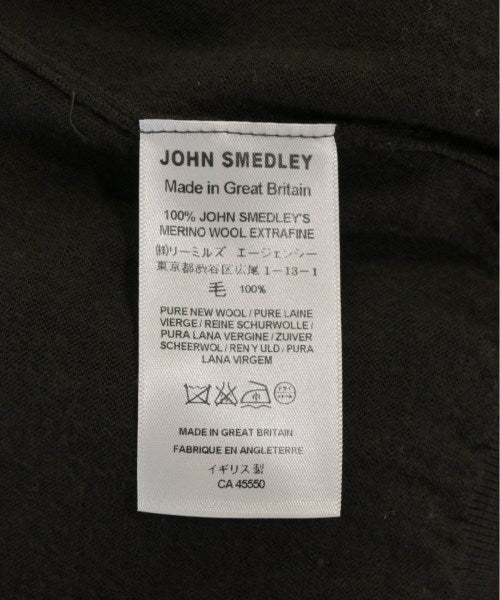 JOHN SMEDLEY
Made in Great Britain
100% JOHN SMEDLEY'S
MERINO WOOL EXTRAFINE
㈱リーミルズ エージェンシー
東京都渋谷区広尾1-13-1
毛 100%
PURE NEW WOOL / PURE LAINE
VIERGE / REINE SCHURWOLLE /
PURA LANA VERGINE / ZUIVER
SCHEERWOL / REN Y ULD / PURA
LANA VIRGEM
MADE IN GREAT BRITAIN
FABRIQUE EN ANGLETERRE
イギリス製
CA 45550